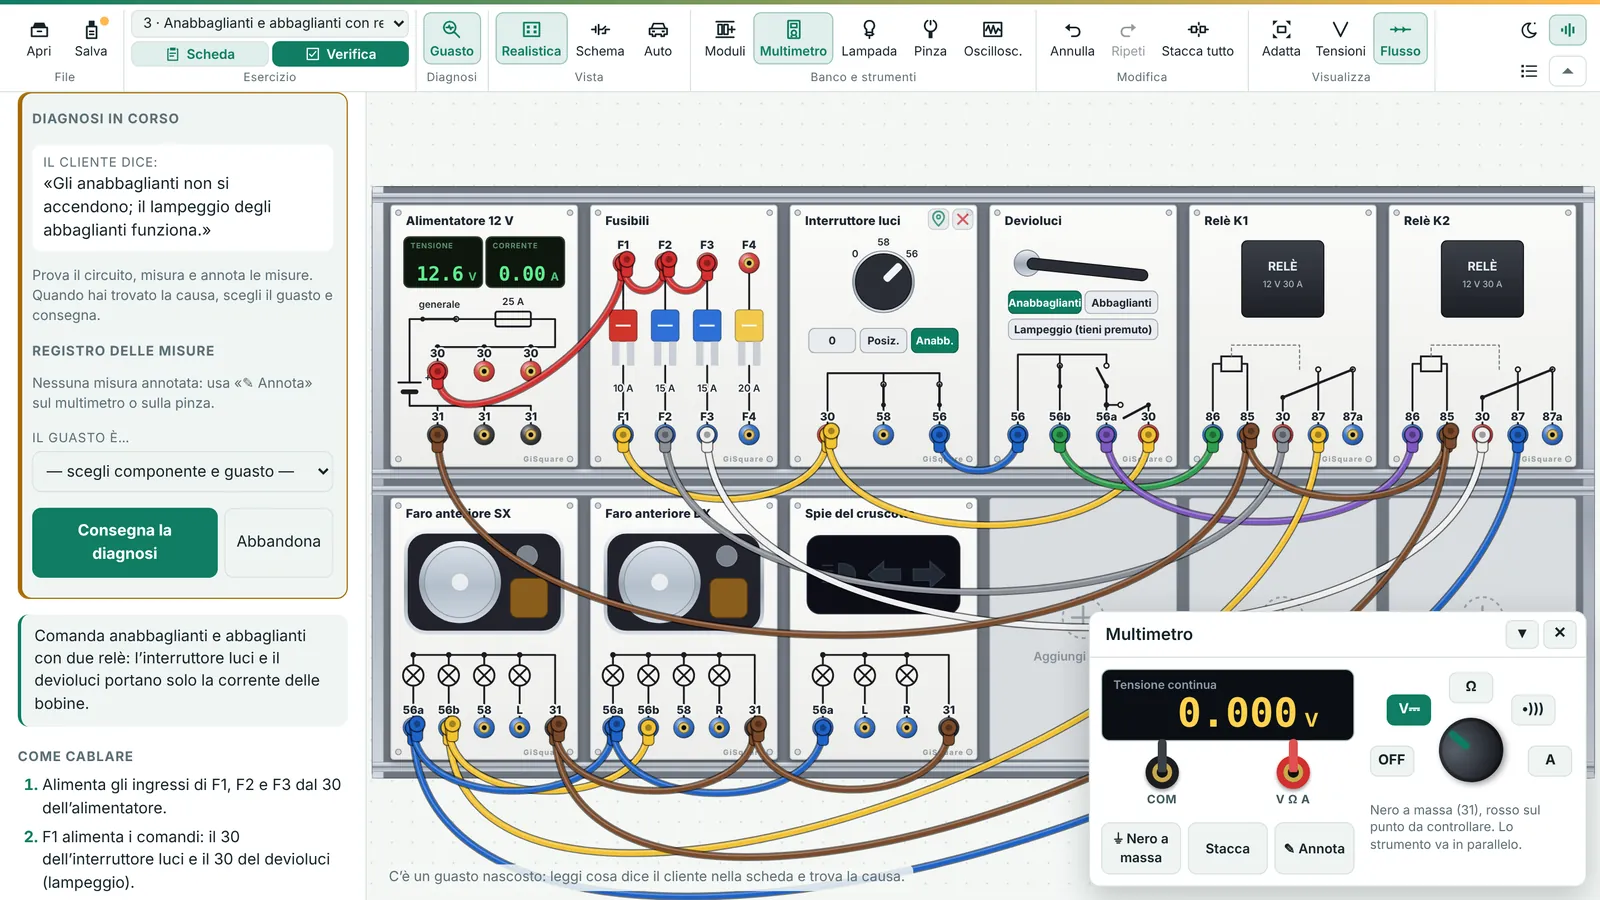 Apri
Salva
File
3 · Anabbaglianti e abbaglianti con re
Scheda
Verifica
Esercizio
Guasto
Diagnosi
Realistica
Schema
Auto
Vista
Moduli
Multimetro
Lampada
Pinza
Oscillosc.
Banco e strumenti
Annulla
Ripeti
Stacca tutto
Modifica
Adatta
Tensioni
Flusso
Visualizza
DIAGNOSI IN CORSO
IL CLIENTE DICE:
«Gli anabbaglianti non si
accendono; il lampeggio degli
abbaglianti funziona.»
Prova il circuito, misura e annota le misure.
Quando hai trovato la causa, scegli il guasto e
consegna.
REGISTRO DELLE MISURE
Nessuna misura annotata: usa «✎ Annota»
sul multimetro o sulla pinza.
IL GUASTO È…
— scegli componente e guasto —
Consegna la
diagnosi
Abbandona
Comanda anabbaglianti e abbaglianti
con due relè: l'interruttore luci e il
devioluci portano solo la corrente delle
bobine.
COME CABLARE
1. Alimenta gli ingressi di F1, F2 e F3 dal 30
dell'alimentatore.
2. F1 alimenta i comandi: il 30
dell'interruttore luci e il 30 del devioluci
(lampeggio).
Alimentatore 12 V
TENSIONE
12.6 V
CORRENTE
0.00 A
generale
25 A
30 30 30
31 31 31
GiSquare
Fusibili
F1 F2 F3 F4
10 A 15 A 15 A 20 A
F1 F2 F3 F4
GiSquare
Interruttore luci
0 58 56
0 Posiz. Anabb.
30 58 56
Devioluci
Anabbaglianti
Abbaglianti
Lampeggio (tieni premuto)
56 56b 56a 30
Relè K1
RELÈ
12 V 30 A
86 85 30 87 87a
GiSquare
Relè K2
RELÈ
12 V 30 A
86 85 30 87 87a
GiSquare
Faro anteriore SX
56a 56b 58 L 31
Faro anteriore DX
56a 56b 58 R 31
Spie del cruscotto
56a L R 31
Aggiungi
Multimetro
Tensione continua
0.000 V
COM
V Ω A
V⎓
Ω
•)))
OFF
A
Nero a
massa
Stacca
✎ Annota
Nero a massa (31), rosso sul
punto da controllare. Lo
strumento va in parallelo.
C'è un guasto nascosto: leggi cosa dice il cliente nella scheda e trova la causa.